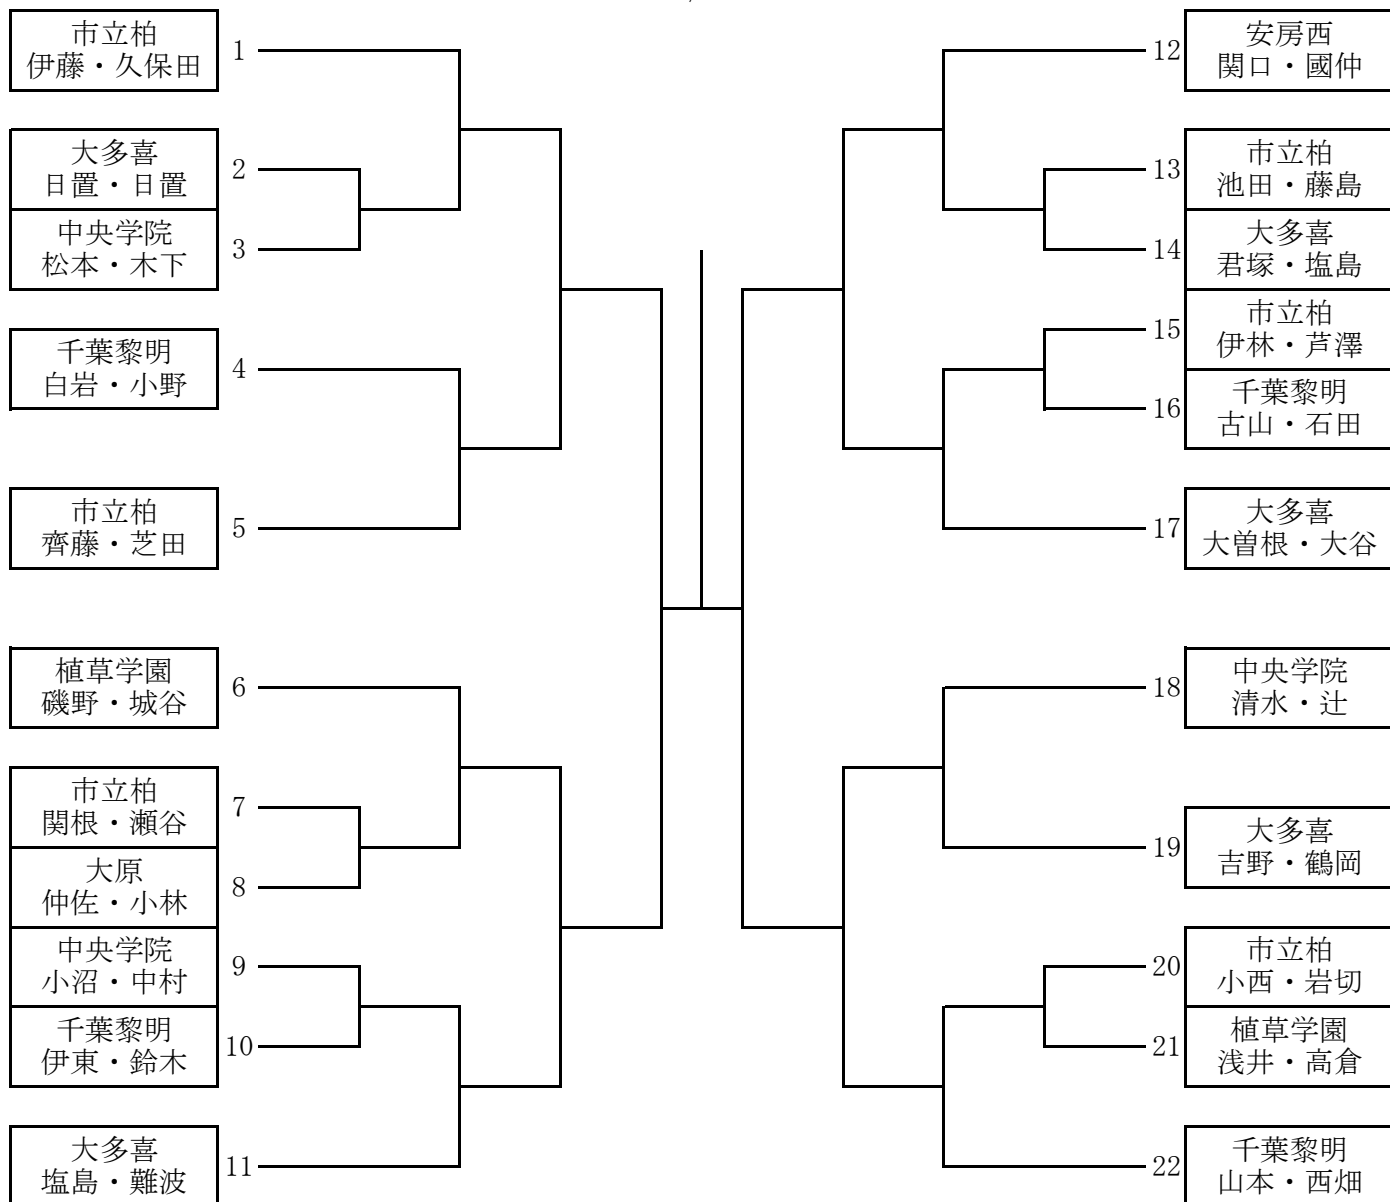 市立柏
伊藤・久保田
1
大多喜
日置・日置
2
中央学院
松本・木下
3
千葉黎明
白岩・小野
4
市立柏
齊藤・芝田
5
植草学園
磯野・城谷
6
市立柏
関根・瀬谷
7
大原
仲佐・小林
8
中央学院
小沼・中村
9
千葉黎明
伊東・鈴木
10
大多喜
塩島・難波
11
12
安房西
関口・國仲
13
市立柏
池田・藤島
14
大多喜
君塚・塩島
15
市立柏
伊林・芦澤
16
千葉黎明
古山・石田
17
大多喜
大曽根・大谷
18
中央学院
清水・辻
19
大多喜
吉野・鶴岡
20
市立柏
小西・岩切
21
植草学園
浅井・高倉
22
千葉黎明
山本・西畑